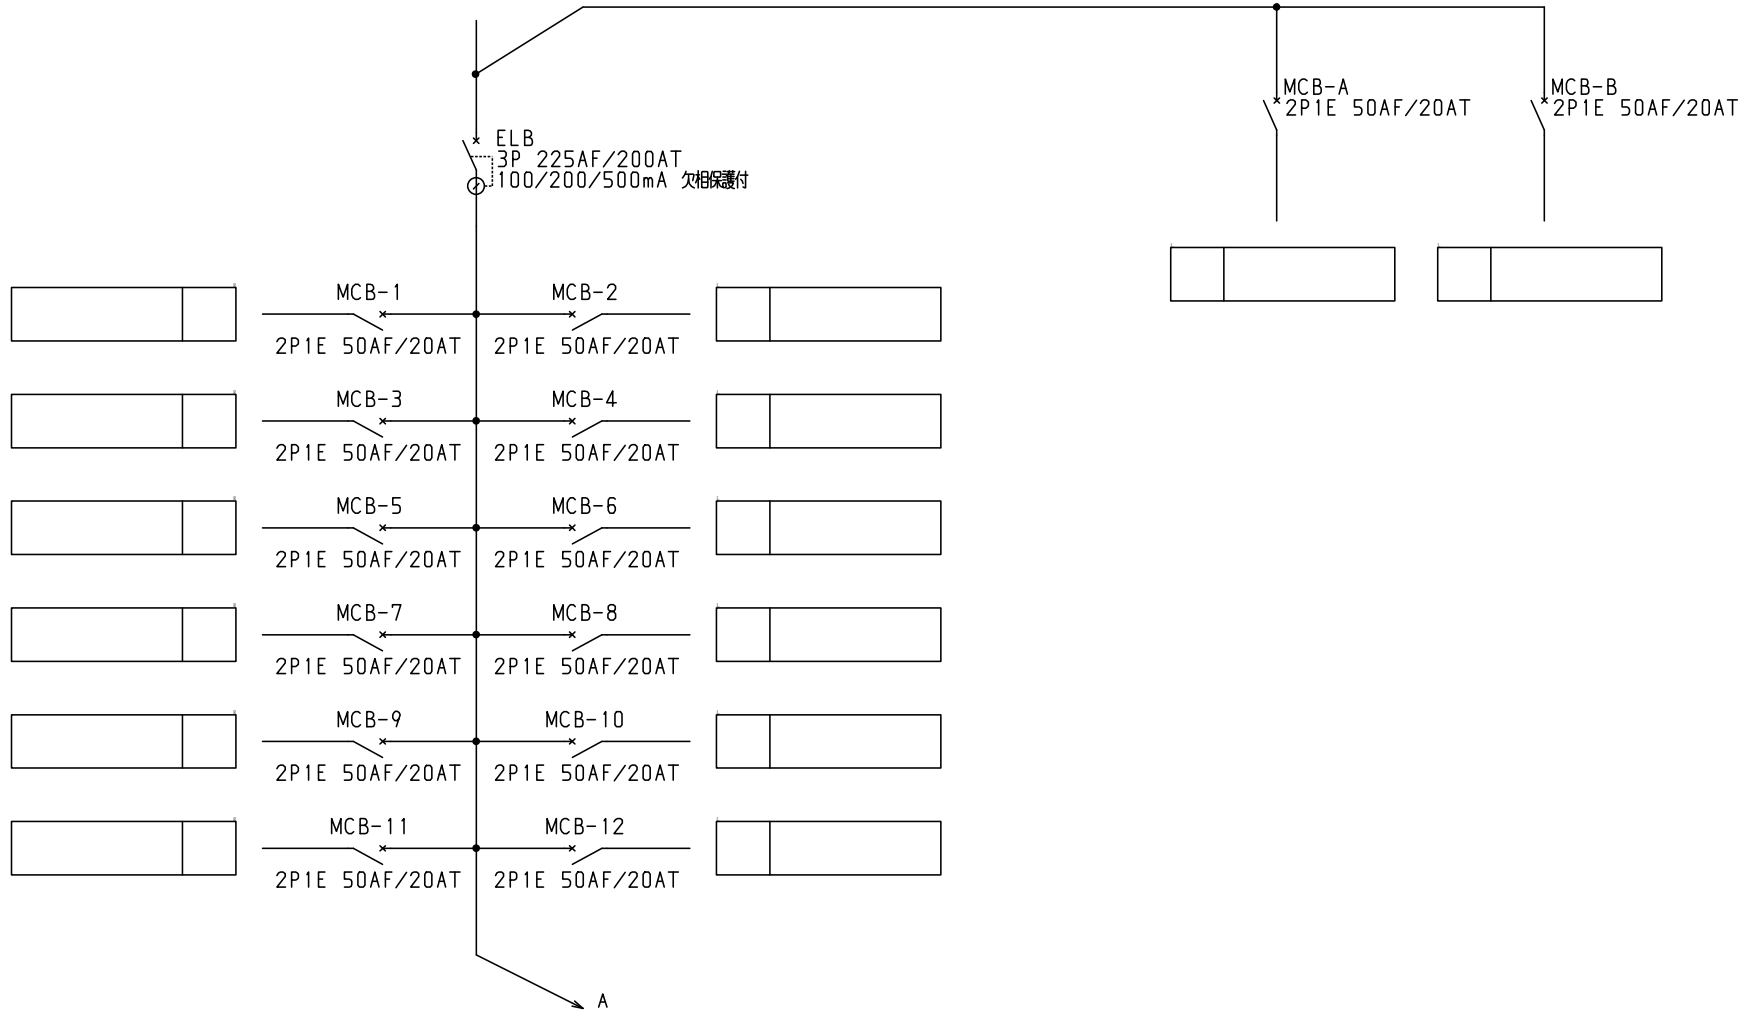 MCB-A
2P1E 50AF/20AT
MCB-B
2P1E 50AF/20AT
ELB
3P 225AF/200AT
100/200/500mA 欠相保護付
MCB-1
2P1E 50AF/20AT
MCB-2
2P1E 50AF/20AT
MCB-3
2P1E 50AF/20AT
MCB-4
2P1E 50AF/20AT
MCB-5
2P1E 50AF/20AT
MCB-6
2P1E 50AF/20AT
MCB-7
2P1E 50AF/20AT
MCB-8
2P1E 50AF/20AT
MCB-9
2P1E 50AF/20AT
MCB-10
2P1E 50AF/20AT
MCB-11
2P1E 50AF/20AT
MCB-12
2P1E 50AF/20AT
A